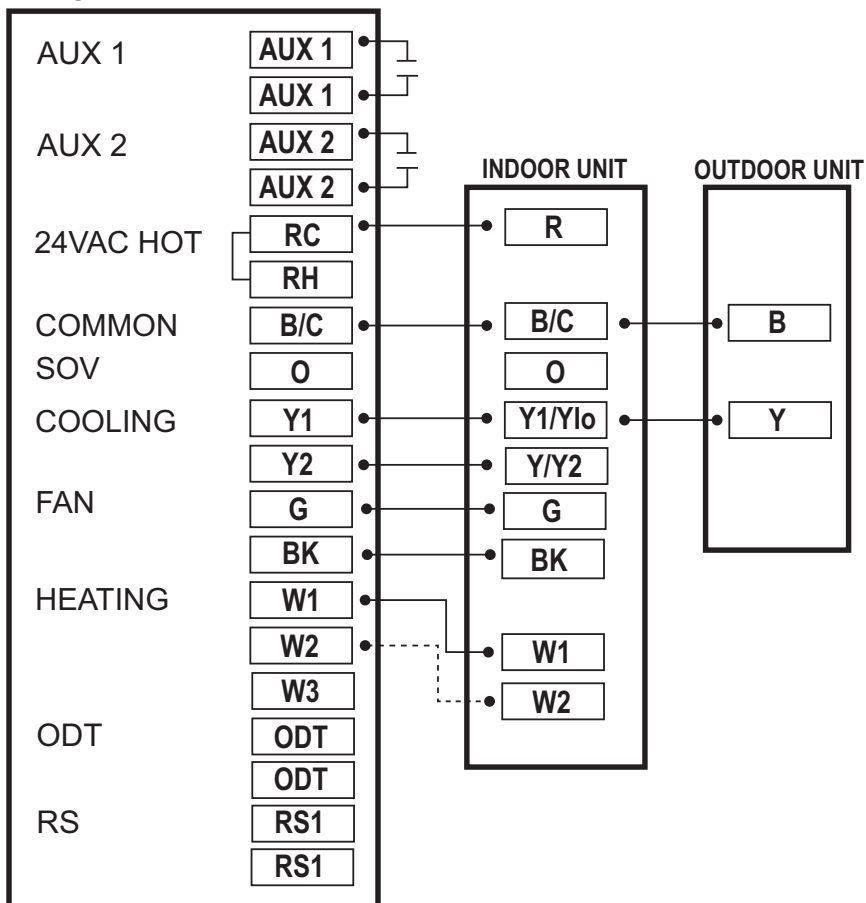 AUX 1 AUX 1
AUX 1
AUX 2 AUX 2
AUX 2
INDOOR UNIT OUTDOOR UNIT
24VAC HOT RC R
RH
COMMON B/C B/C B
SOV O O
COOLING Y1 Y1/Ylo Y
Y2 Y/Y2
FAN G G
BK BK
HEATING W1
W2 W1
W3 W2
ODT ODT
ODT
RS RS1
RS1